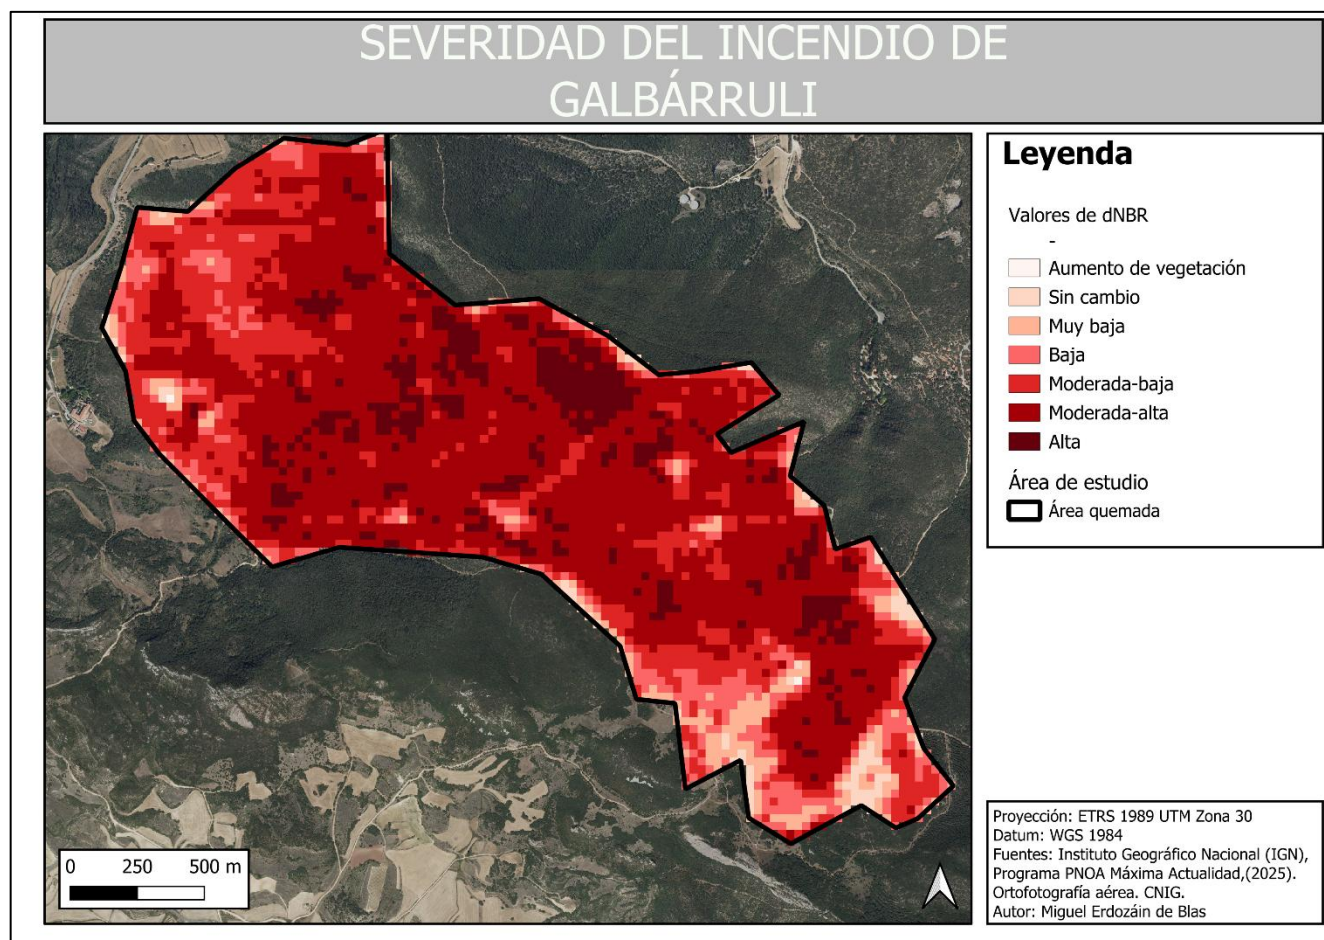 SEVERIDAD DEL INCENDIO DE
GALBÁRRULI
Leyenda
Valores de dNBR
-
Aumento de vegetación
Sin cambio
Muy baja
Baja
Moderada-baja
Moderada-alta
Alta
Área de estudio
Área quemada
0 250 500 m
Proyección: ETRS 1989 UTM Zona 30
Datum: WGS 1984
Fuentes: Instituto Geográfico Nacional (IGN),
Programa PNOA Máxima Actualidad,(2025).
Ortofotografía aérea. CNIG.
Autor: Miguel Erdozáin de Blas